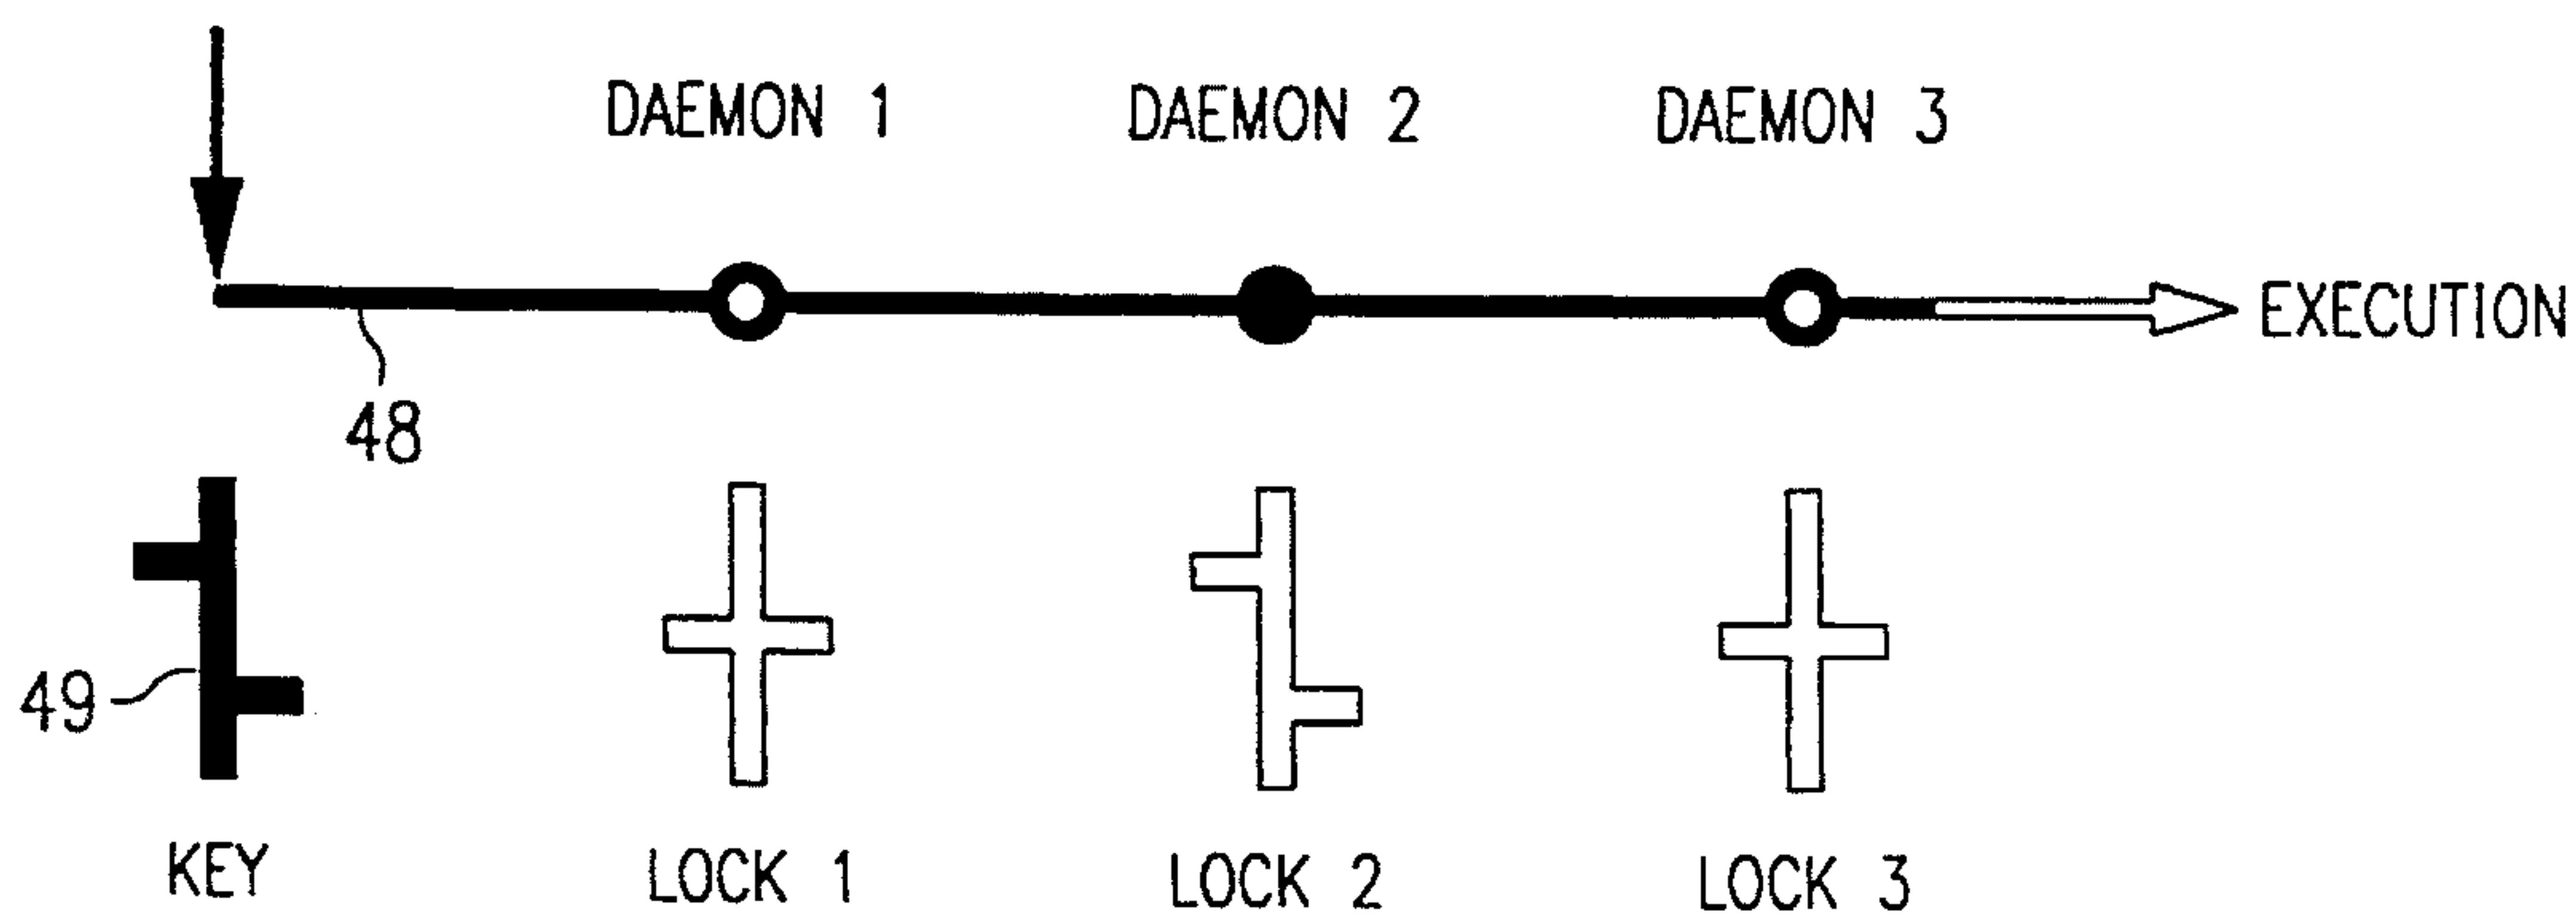 DAEMON 1 DAEMON 2 DAEMON 3
EXECUTION
48
49
KEY LOCK 1 LOCK 2 LOCK 3